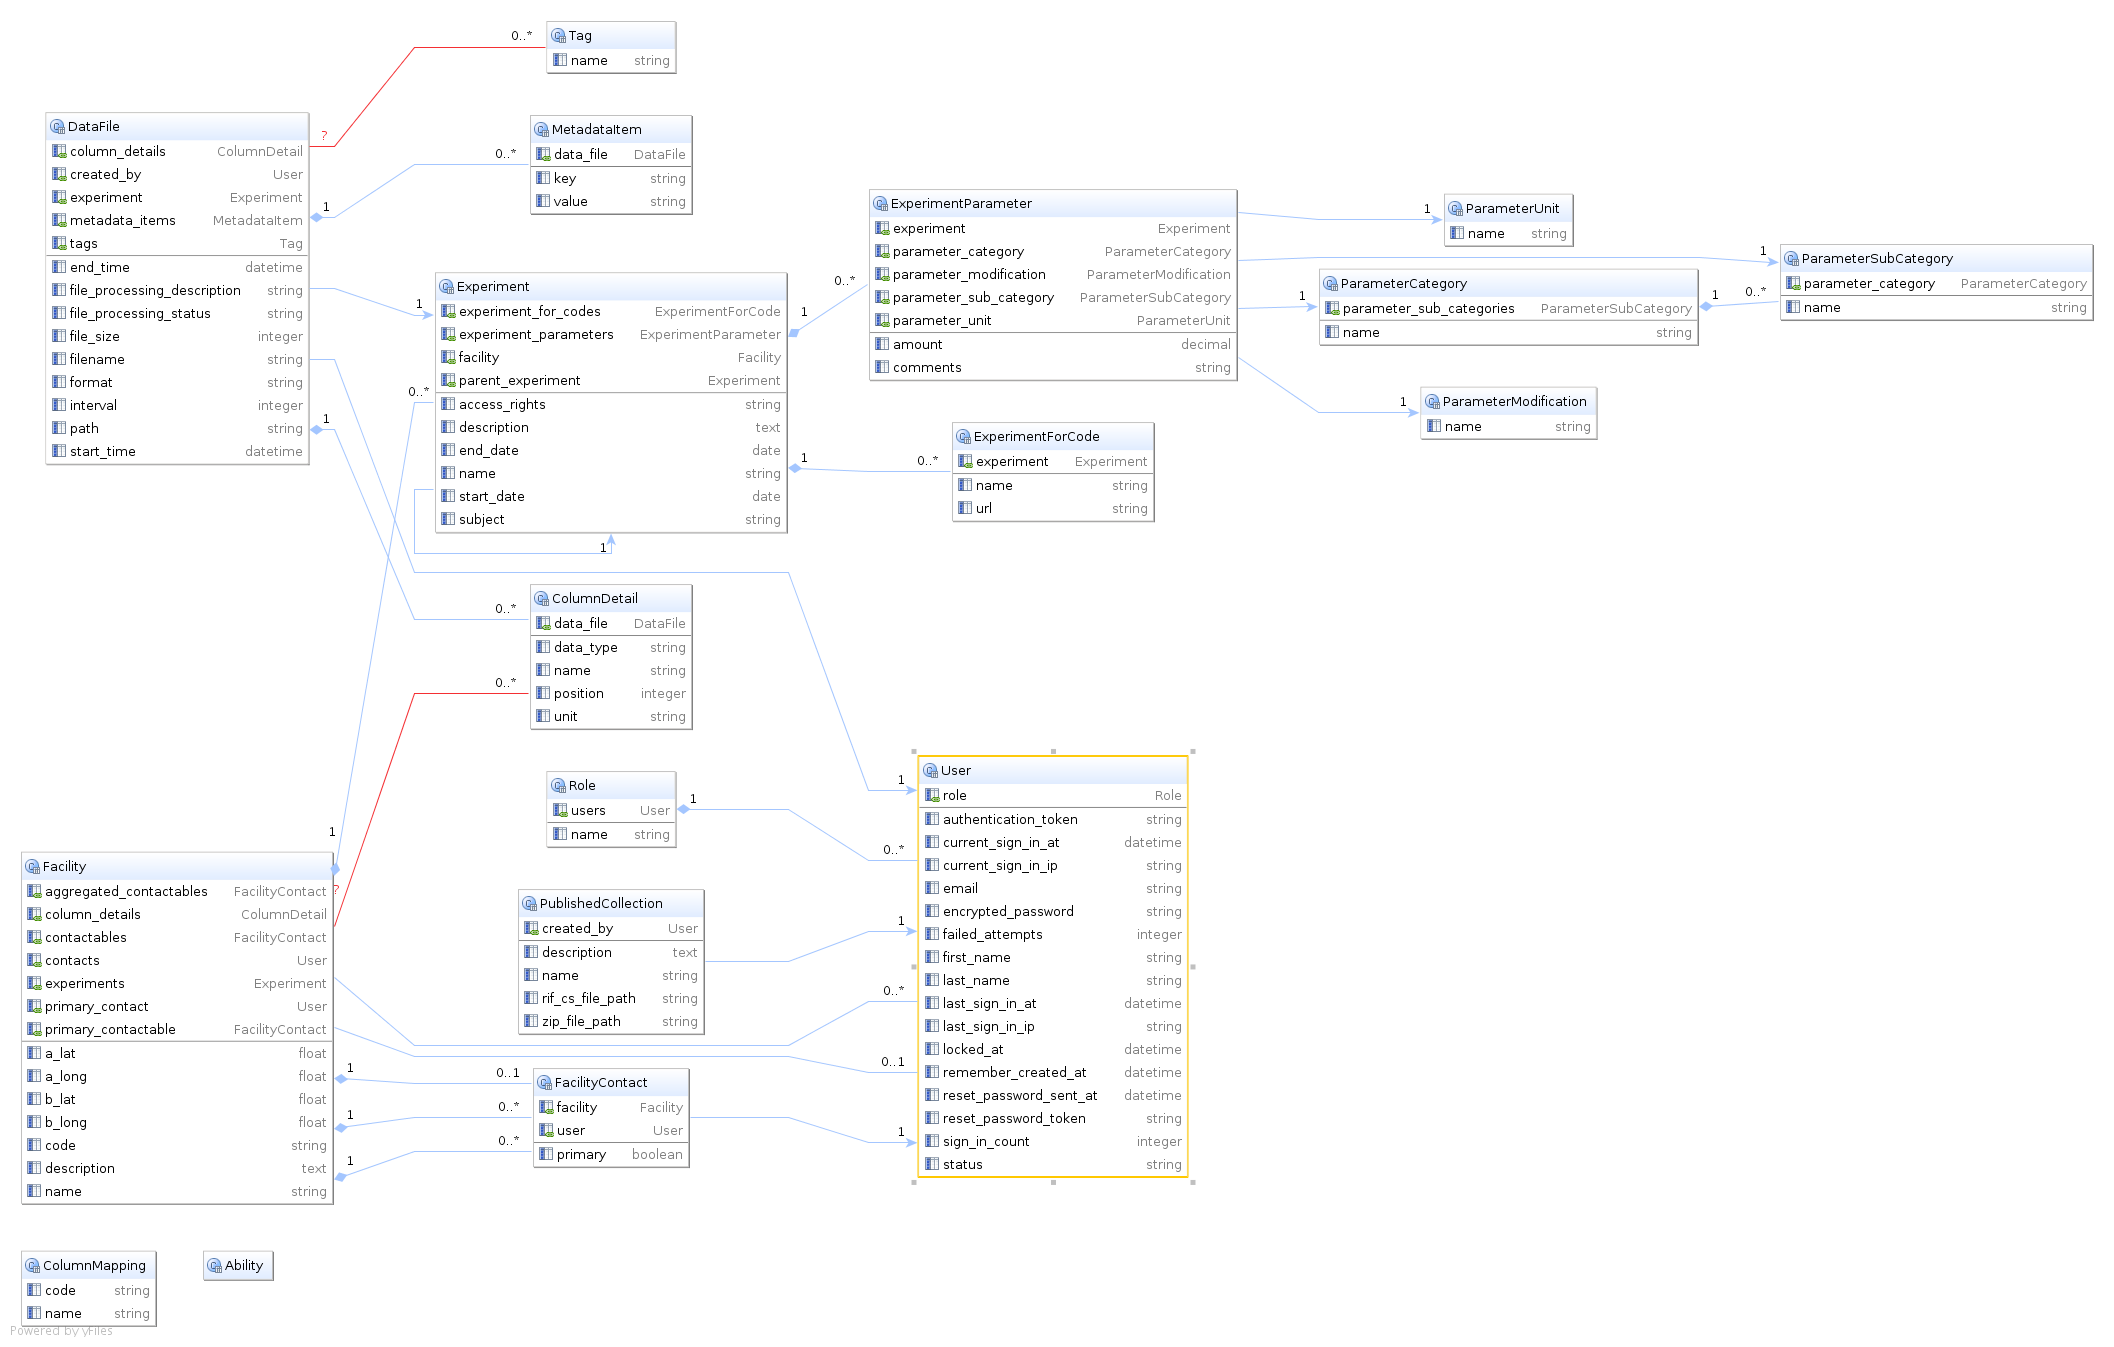 Tag
name string
0..*
?
DataFile
column_details ColumnDetail
created_by User
experiment Experiment
metadata_items MetadataItem
tags Tag
end_time datetime
file_processing_description string
file_processing_status string
file_size integer
filename string
format string
interval integer
path string
start_time datetime
1
1
0..*
MetadataItem
data_file DataFile
key string
value string
1
Experiment
experiment_for_codes ExperimentForCode
experiment_parameters ExperimentParameter
facility Facility
parent_experiment Experiment
access_rights string
description text
end_date date
name string
start_date date
subject string
0..*
1
1
1
0..*
ExperimentParameter
experiment Experiment
parameter_category ParameterCategory
parameter_modification ParameterModification
parameter_sub_category ParameterSubCategory
parameter_unit ParameterUnit
amount decimal
comments string
1
ParameterUnit
name string
1
ParameterSubCategory
parameter_category ParameterCategory
name string
1
ParameterCategory
parameter_sub_categories ParameterSubCategory
name string
1
0..*
1
ParameterModification
name string
0..*
ExperimentForCode
experiment Experiment
name string
url string
0..*
ColumnDetail
data_file DataFile
data_type string
name string
position integer
unit string
0..*
Role
users User
name string
1
1
0..*
1
0..*
0..1
1
User
role Role
authentication_token string
current_sign_in_at datetime
current_sign_in_ip string
email string
encrypted_password string
failed_attempts integer
first_name string
last_name string
last_sign_in_at datetime
last_sign_in_ip string
locked_at datetime
remember_created_at datetime
reset_password_sent_at datetime
reset_password_token string
sign_in_count integer
status string
PublishedCollection
created_by User
description text
name string
rif_cs_file_path string
zip_file_path string
1
?
Facility
aggregated_contactables FacilityContact
column_details ColumnDetail
contactables FacilityContact
contacts User
experiments Experiment
primary_contact User
primary_contactable FacilityContact
a_lat float
a_long float
b_lat float
b_long float
code string
description text
name string
1
1
1
0..1
0..*
0..*
FacilityContact
facility Facility
user User
primary boolean
ColumnMapping
code string
name string
Ability
Powered by yFiles